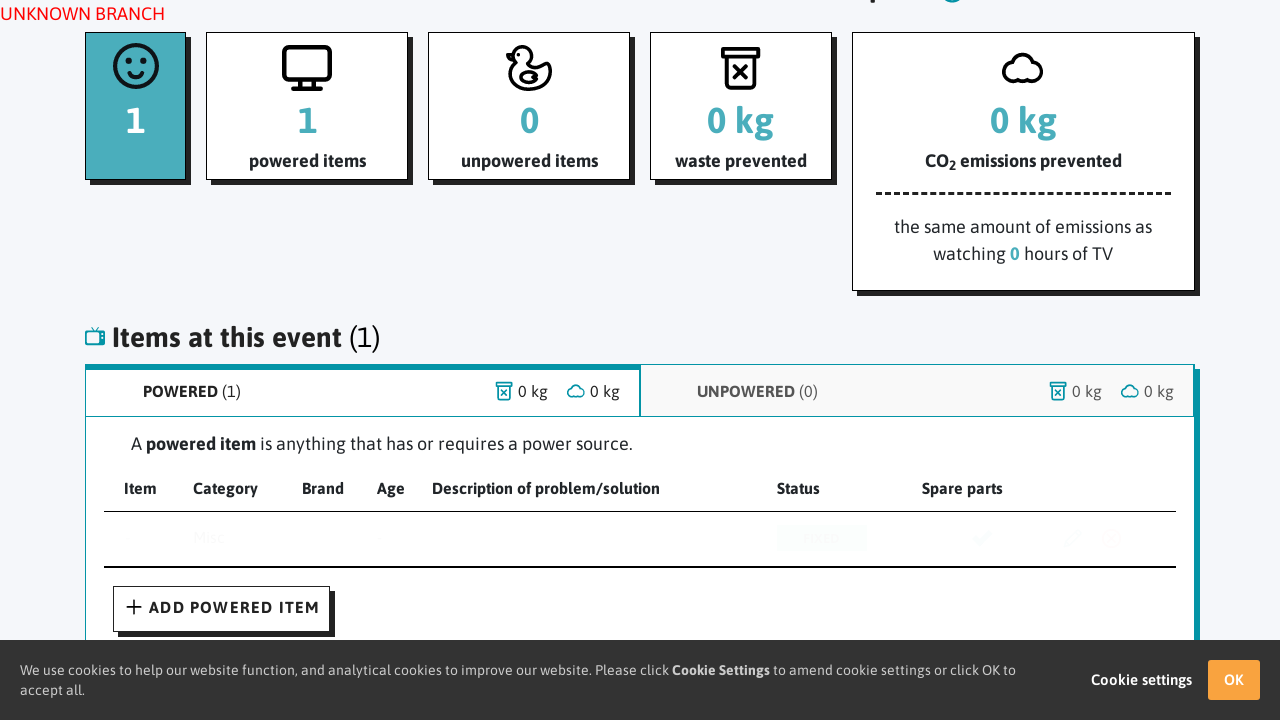 UNKNOWN BRANCH
1
1
powered items
0
unpowered items
0 kg
waste prevented
0 kg
CO2 emissions prevented
the same amount of emissions as
watching 0 hours of TV
Items at this event (1)
POWERED (1) 0 kg 0 kg
UNPOWERED (0) 0 kg 0 kg
A powered item is anything that has or requires a power source.
Item Category Brand Age Description of problem/solution Status Spare parts
Misc
+ ADD POWERED ITEM
We use cookies to help our website function, and analytical cookies to improve our website. Please click Cookie Settings to amend cookie settings or click OK to
accept all.
Cookie settings
OK